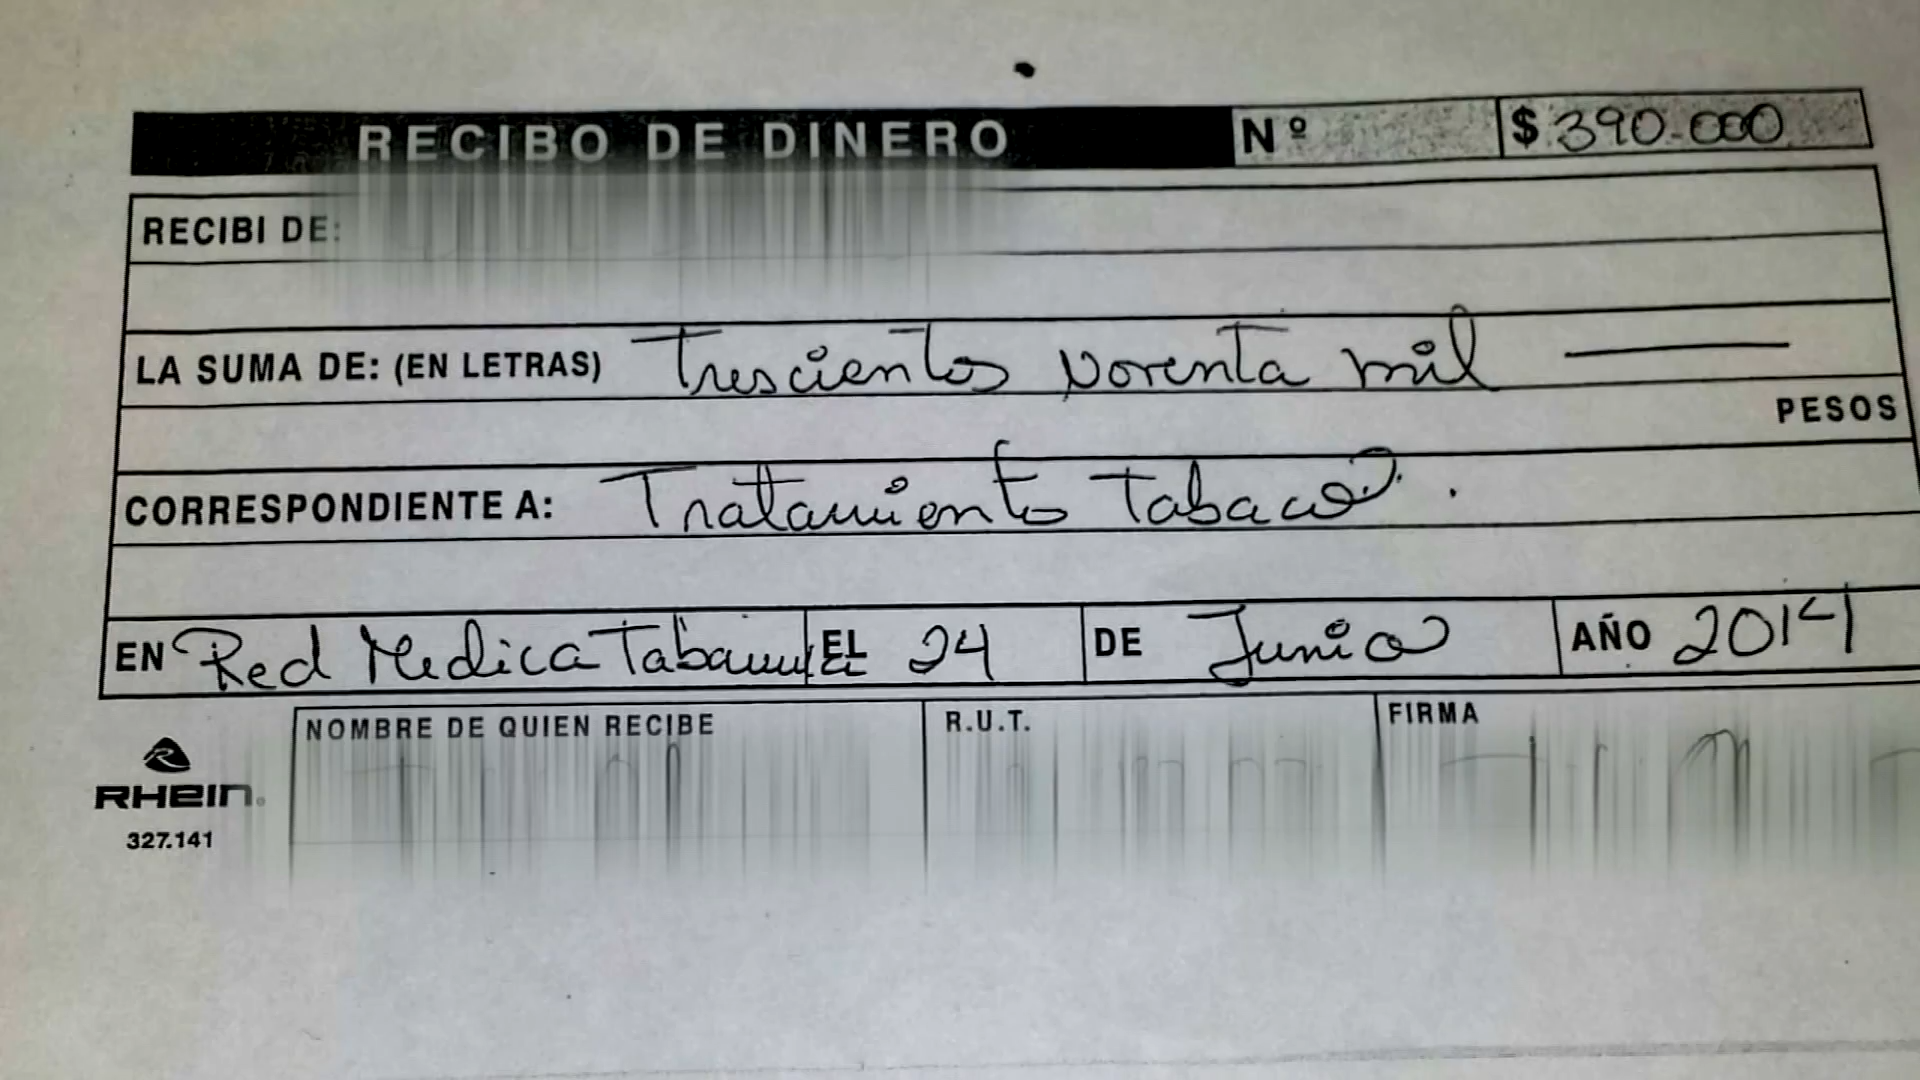 RECIBO DE DINERO Nº $ 390.000
RECIBI DE:
LA SUMA DE: (EN LETRAS) Trescientos Noventa mil
PESOS
CORRESPONDIENTE A: Tratamiento Tabaco.
EN Red Medica EL 24 DE Junio AÑO 2014
NOMBRE DE QUIEN RECIBE R.U.T. FIRMA
RHEIN
327.141